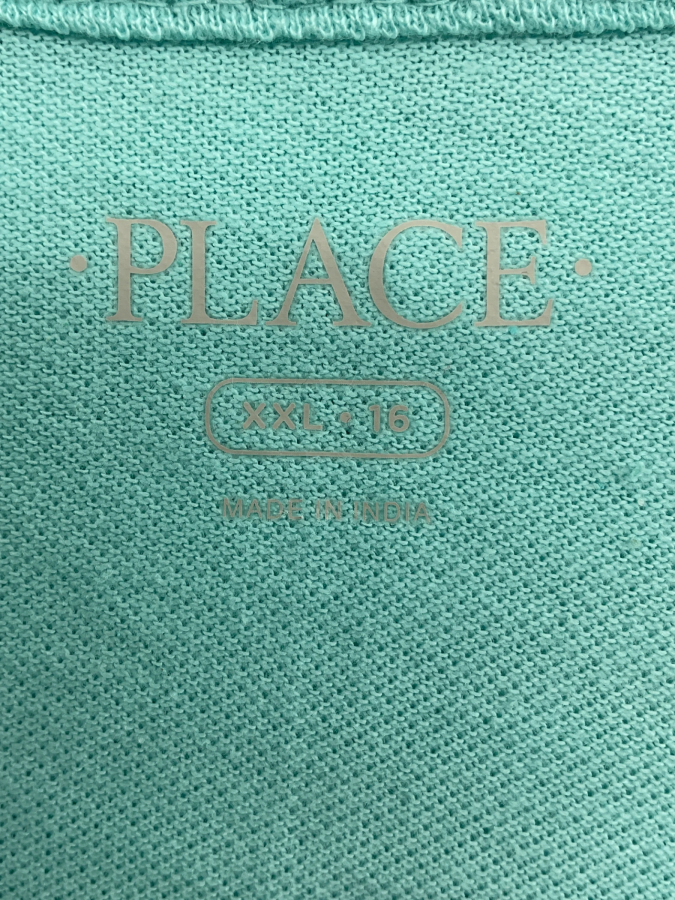 ·PLACE·
XXL · 16
MADE IN INDIA